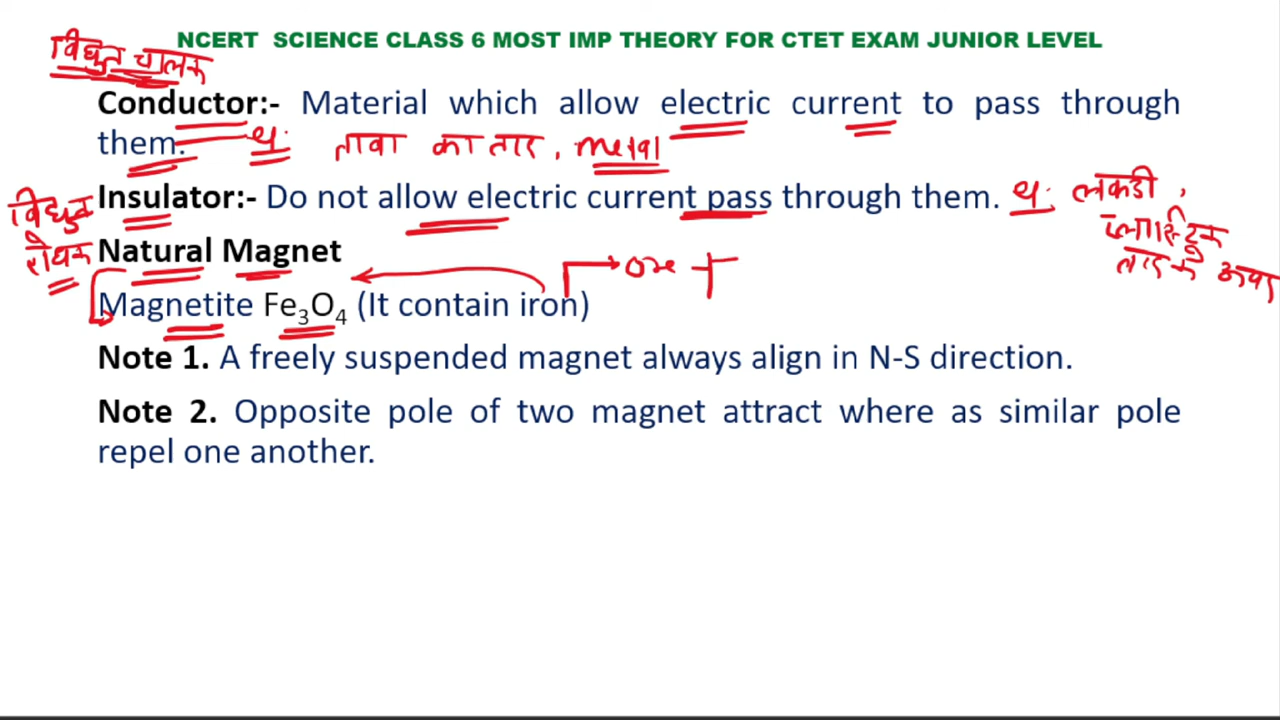 NCERT SCIENCE CLASS 6 MOST IMP THEORY FOR CTET EXAM JUNIOR LEVEL
विद्युत चालक
Conductor:- Material which allow electric current to pass through
them. का तार, metal
Insulator:- Do not allow electric current pass through them. लकडी,
विद्युत
रोधक
Natural Magnet
ore
Magnetite Fe₃O₄ (It contain iron)
Note 1. A freely suspended magnet always align in N-S direction.
Note 2. Opposite pole of two magnet attract where as similar pole
repel one another.